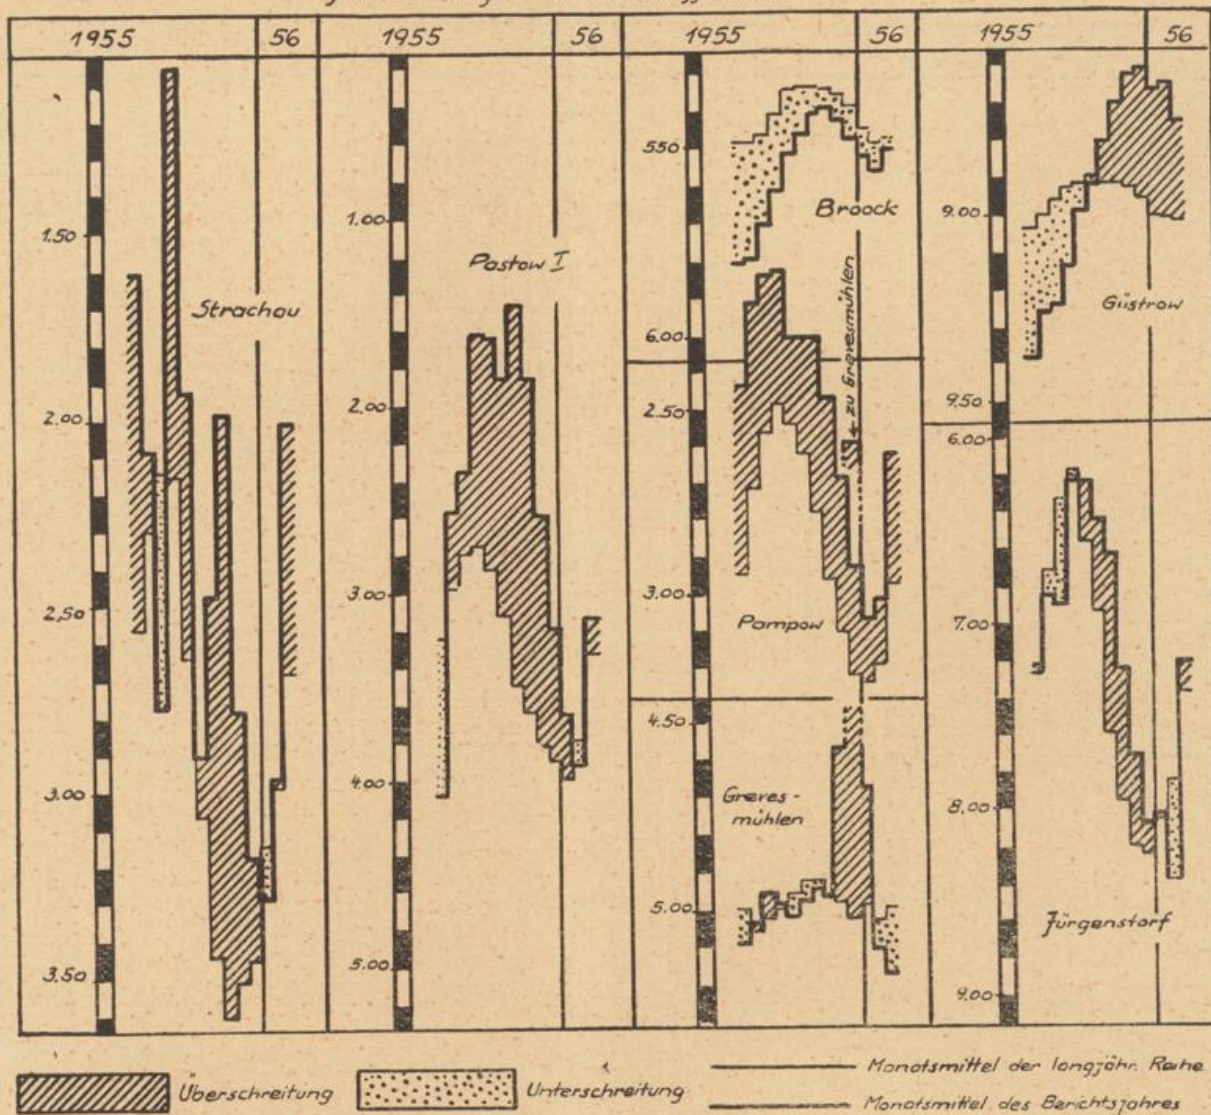 1955 56 1955 56 1955 56 1955 56
1.50
2.00
2,50
3.00
3.50
Strachau
1.00
2.00
3.00
4.00
5.00
Pastow I
550
6.00
Broock
← zu Grevesmühlen
2.50
3.00
Pampow
4.50
5.00
Greves-
mühlen
9.00
9.50
Güstrow
6.00
7.00
8.00
9.00
Jürgenstorf
Überschreitung
Unterschreitung
Monatsmittel der langjähr. Reihe
Monatsmittel des Berichtsjahres